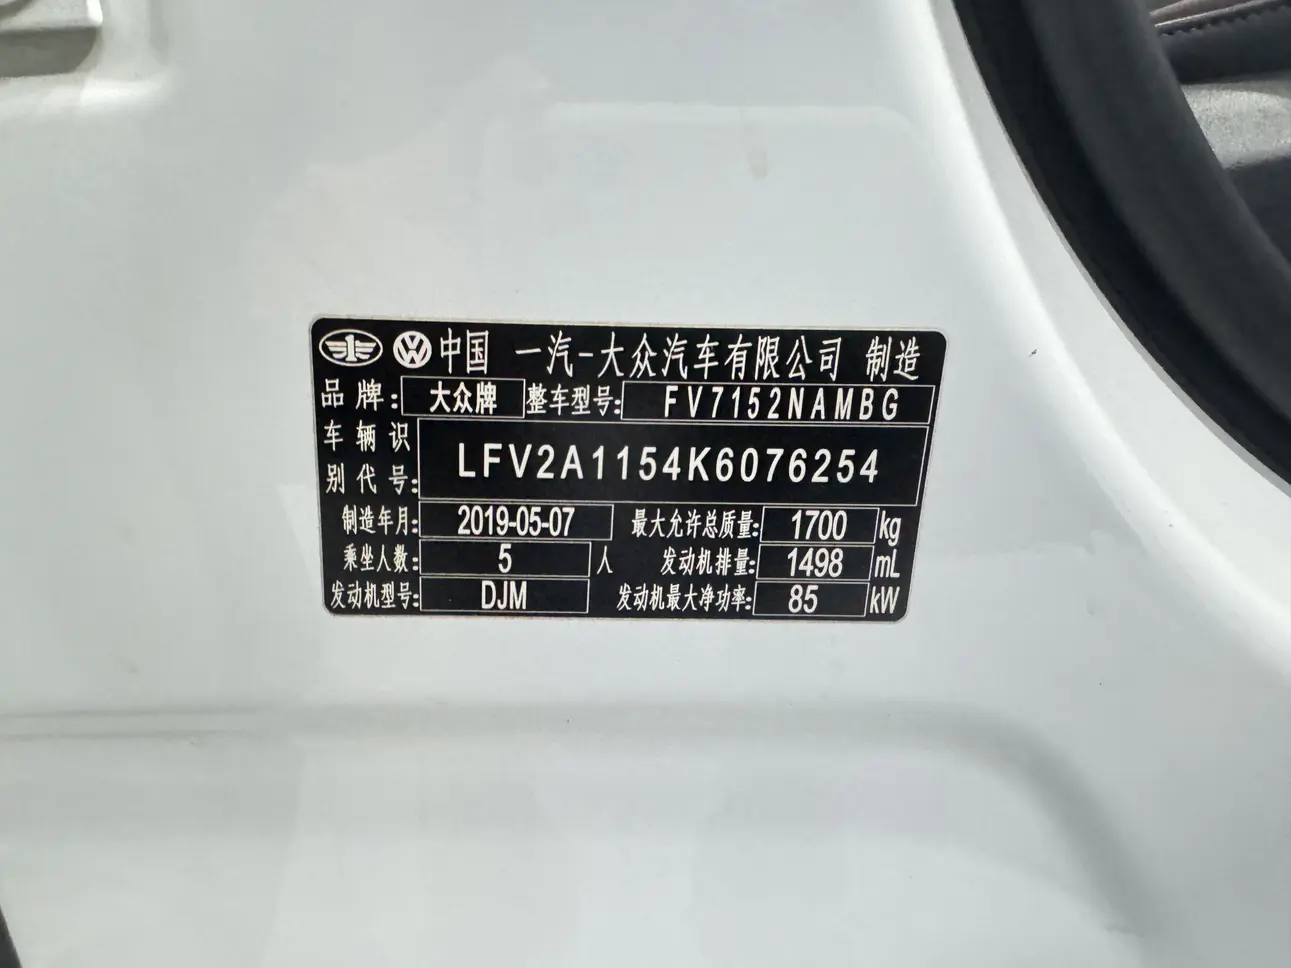 中国 一汽-大众汽车有限公司 制造
品牌: 大众牌 整车型号: FV7152NAMBG
车辆识别代号: LFV2A1154K6076254
制造年月: 2019-05-07 最大允许总质量: 1700 kg
乘坐人数: 5 人 发动机排量: 1498 mL
发动机型号: DJM 发动机最大净功率: 85 kW